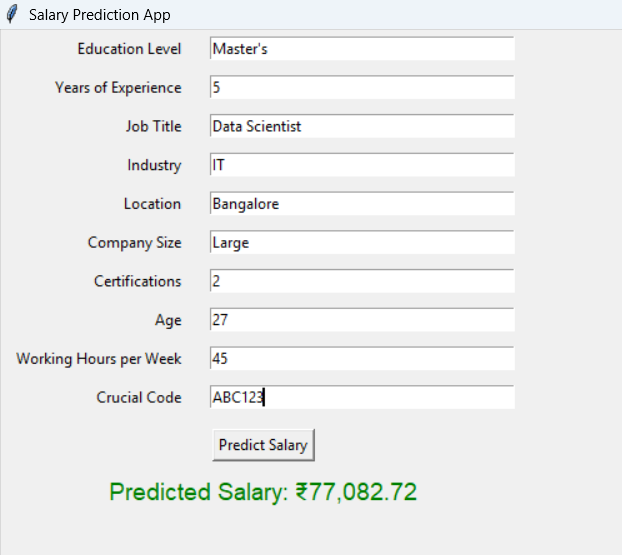 Salary Prediction App
Education Level Master's
Years of Experience 5
Job Title Data Scientist
Industry IT
Location Bangalore
Company Size Large
Certifications 2
Age 27
Working Hours per Week 45
Crucial Code ABC123
Predict Salary
Predicted Salary: ₹77,082.72